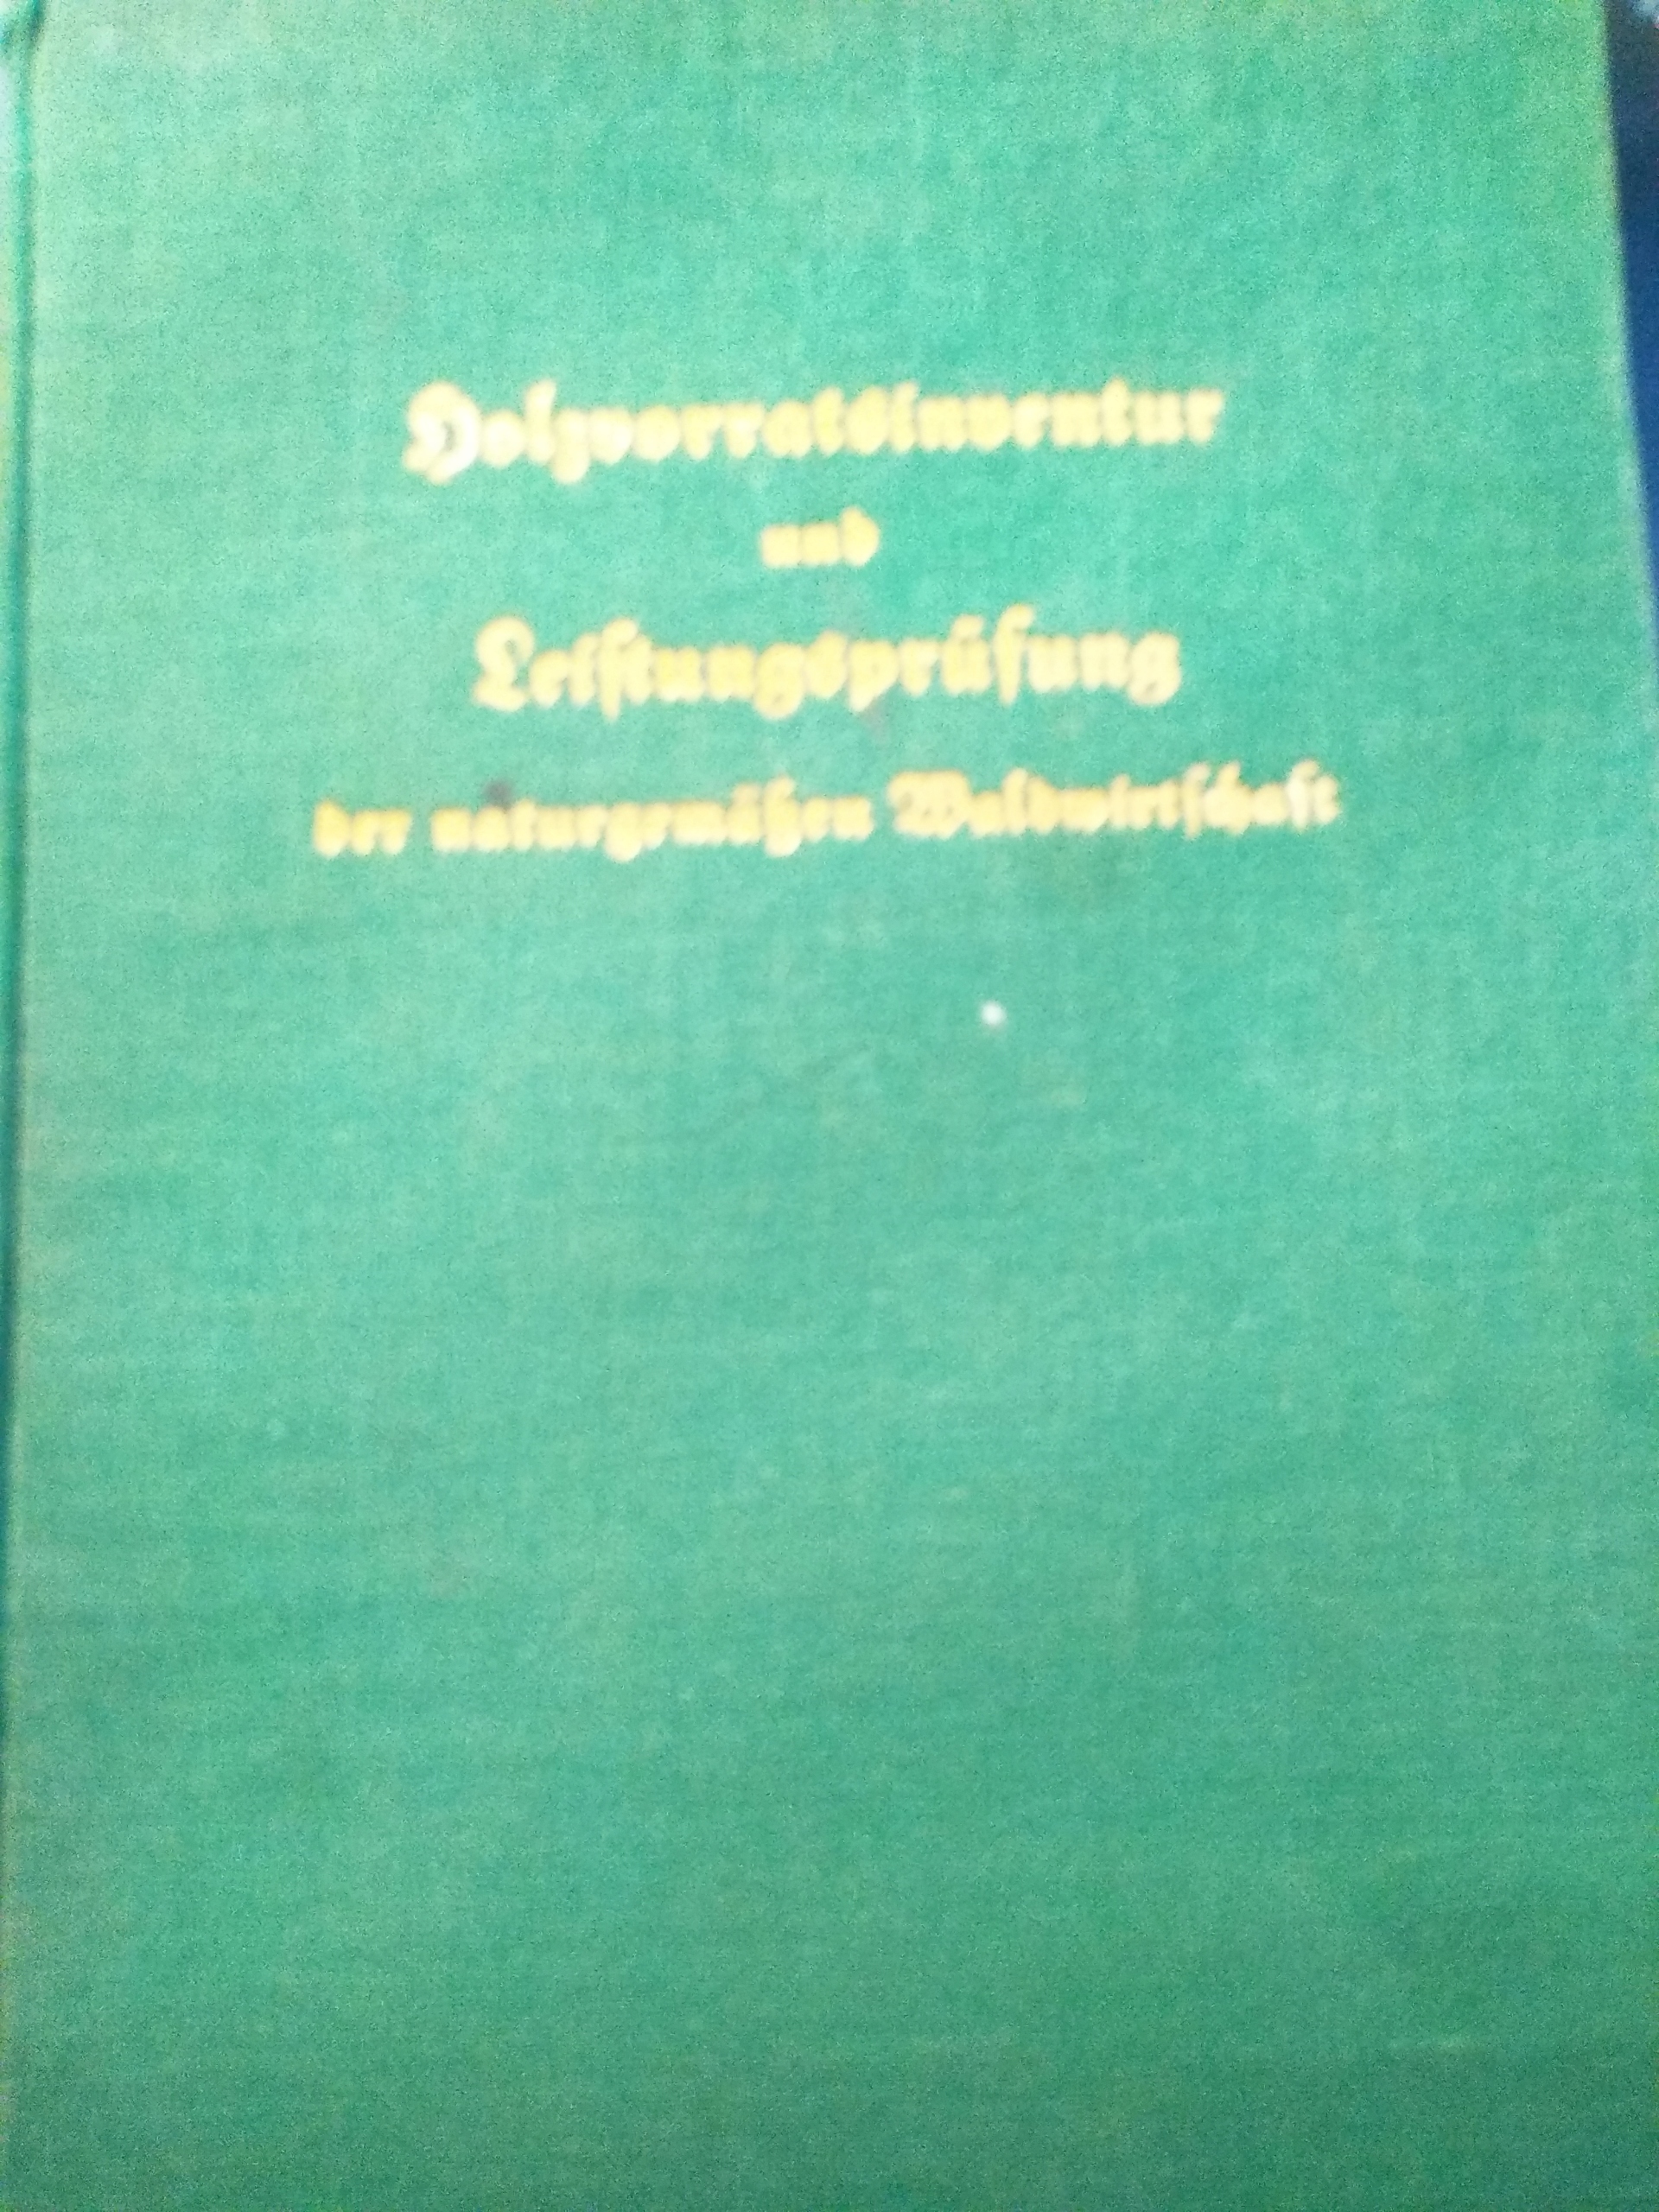 Holzvorratsinventur
und
Leistungsprüfung
der naturgemäßen Waldwirtschaft